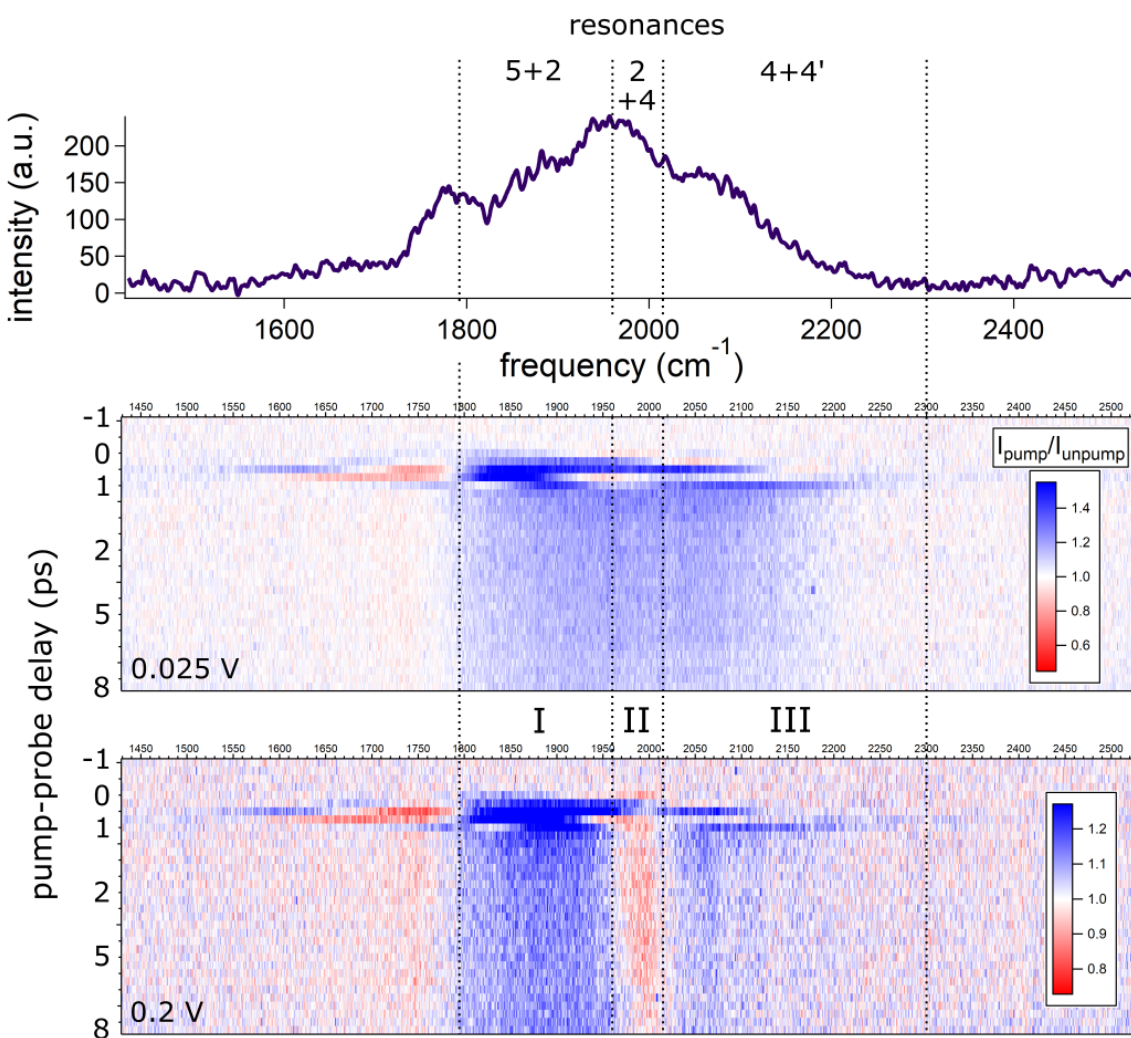 resonances
5+2
2
+4
4+4'
intensity (a.u.)
200
150
100
50
0
1600 1800 2000 2200 2400
frequency (cm⁻¹)
1450 1500 1550 1600 1650 1700 1750 1800 1850 1900 1950 2000 2050 2100 2150 2200 2250 2300 2350 2400 2450 2500
-1
0
1
2
5
8
I_pump/I_unpump
1.4
1.2
1.0
0.8
0.6
0.025 V
pump-probe delay (ps)
I II III
1450 1500 1550 1600 1650 1700 1750 1800 1850 1900 1950 2000 2050 2100 2150 2200 2250 2300 2350 2400 2450 2500
-1
0
1
2
5
8
1.2
1.1
1.0
0.9
0.8
0.2 V